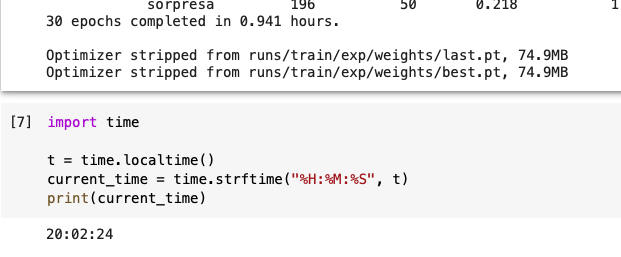 sorpresa 196 50 0.218 1
30 epochs completed in 0.941 hours.
Optimizer stripped from runs/train/exp/weights/last.pt, 74.9MB
Optimizer stripped from runs/train/exp/weights/best.pt, 74.9MB
[7] import time
t = time.localtime()
current_time = time.strftime("%H:%M:%S", t)
print(current_time)
20:02:24